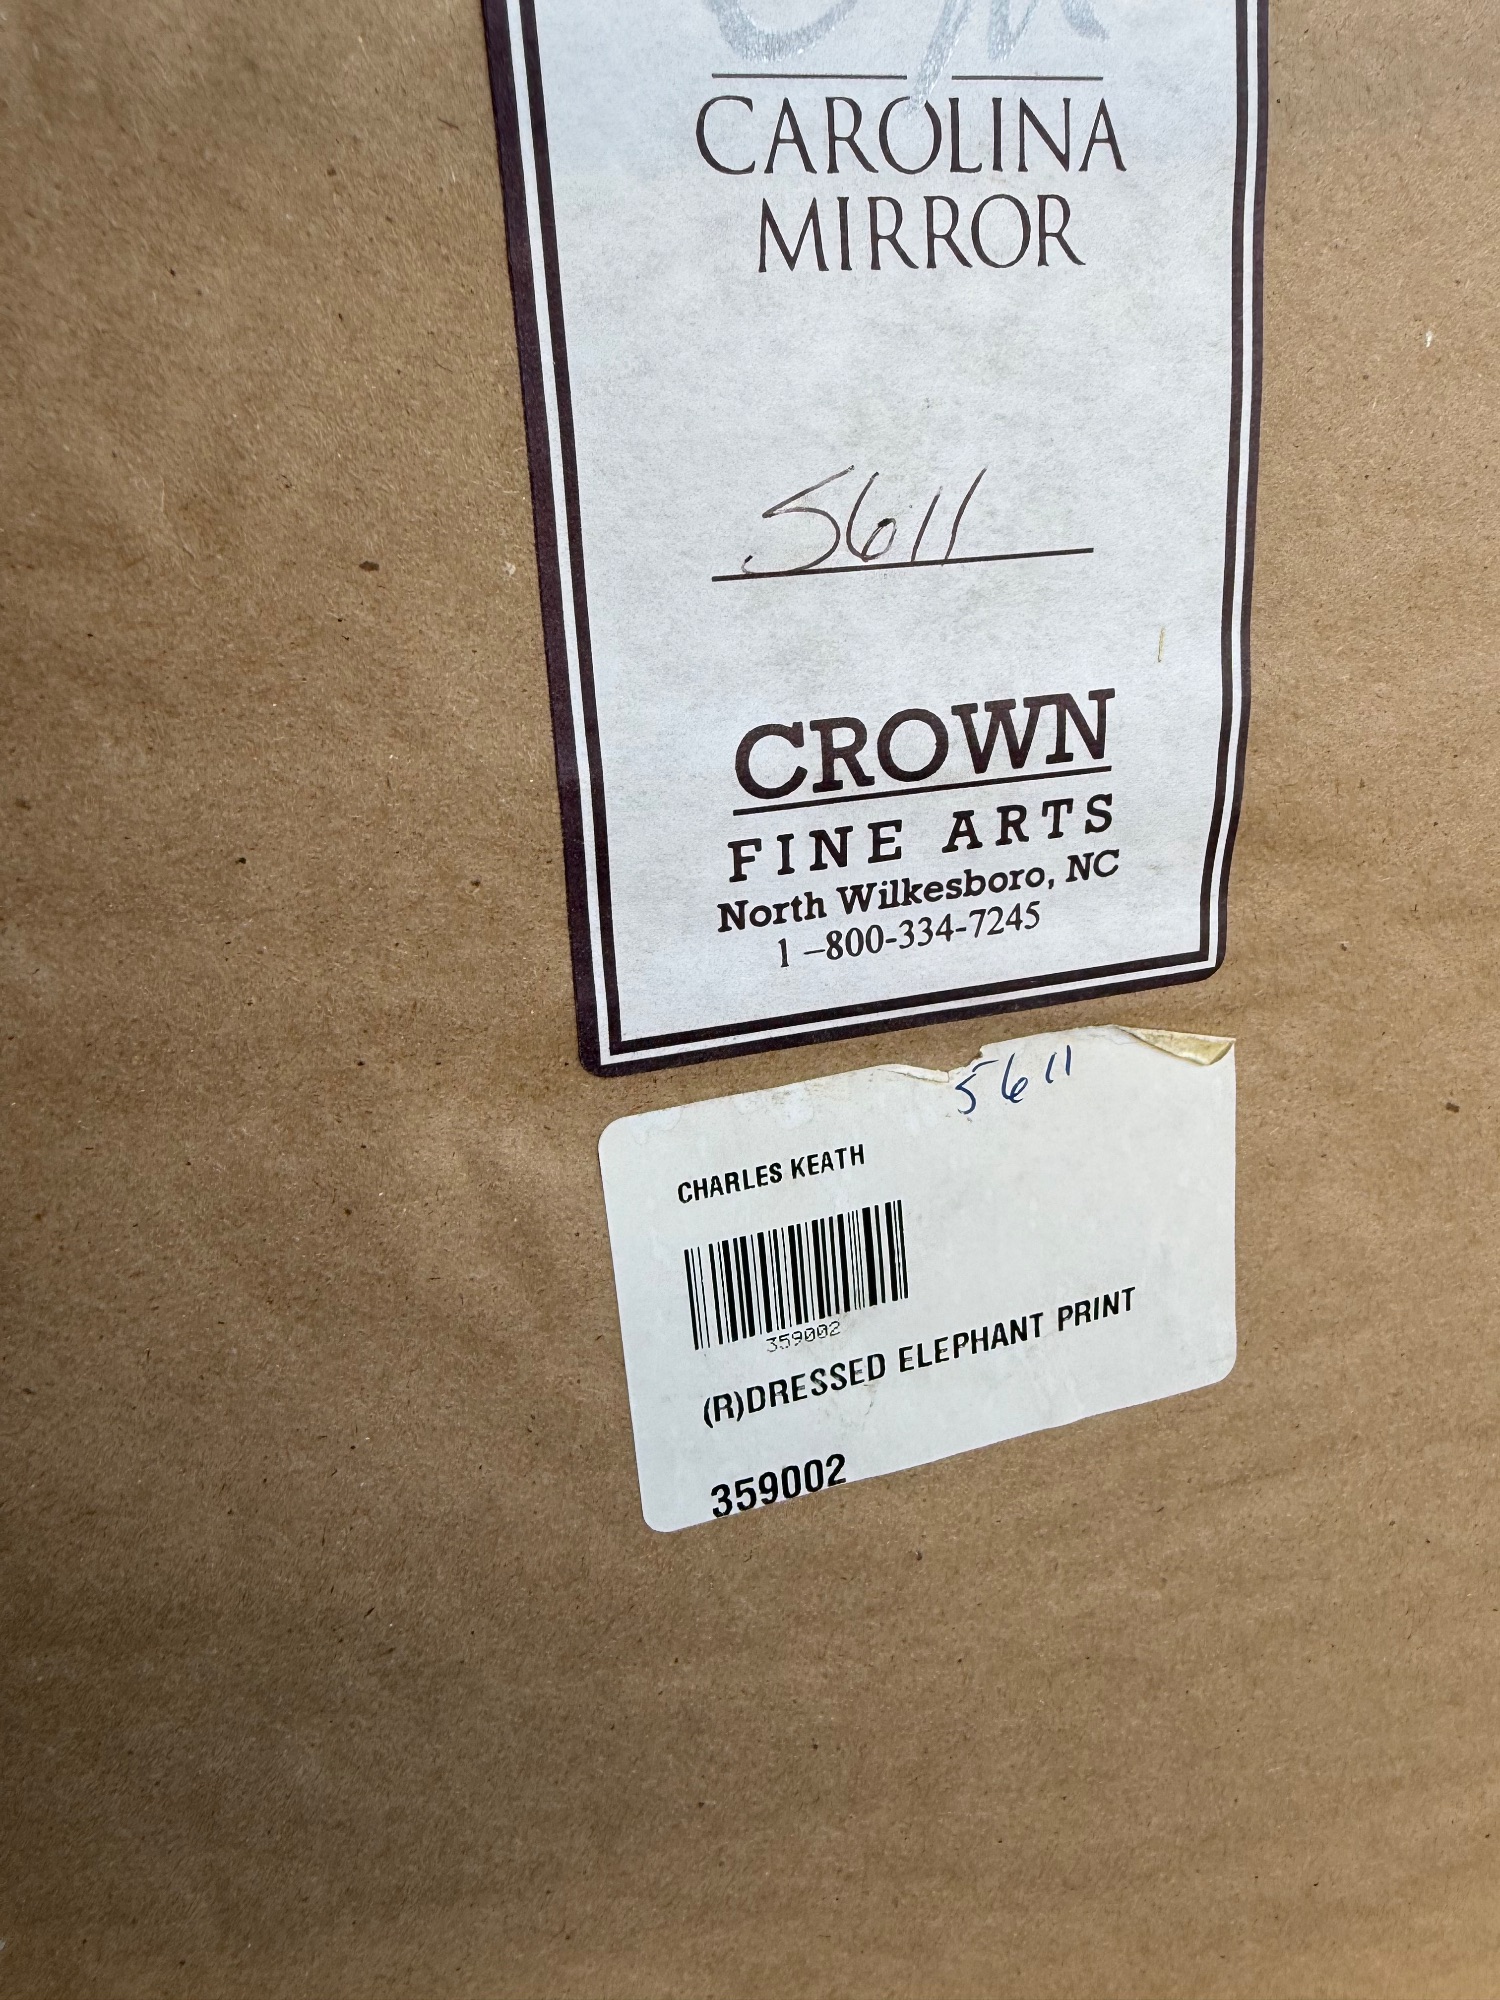 CAROLINA
MIRROR
5611
CROWN
FINE ARTS
North Wilkesboro, NC
1 –800-334-7245
5611
CHARLES KEATH
359002
(R)DRESSED ELEPHANT PRINT
359002